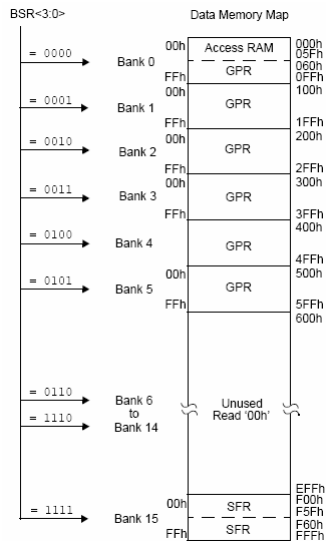 BSR<3:0>
Data Memory Map
= 0000
Bank 0
00h
FFh
Access RAM
GPR
000h
05Fh
060h
0FFh
= 0001
Bank 1
00h
FFh
GPR
100h
1FFh
= 0010
Bank 2
00h
FFh
GPR
200h
2FFh
= 0011
Bank 3
00h
FFh
GPR
300h
3FFh
= 0100
Bank 4
GPR
400h
4FFh
= 0101
Bank 5
00h
FFh
GPR
500h
5FFh
600h
= 0110
= 1110
Bank 6
to
Bank 14
Unused
Read '00h'
EFFh
= 1111
Bank 15
00h
FFh
SFR
SFR
F00h
F5Fh
F60h
FFFh